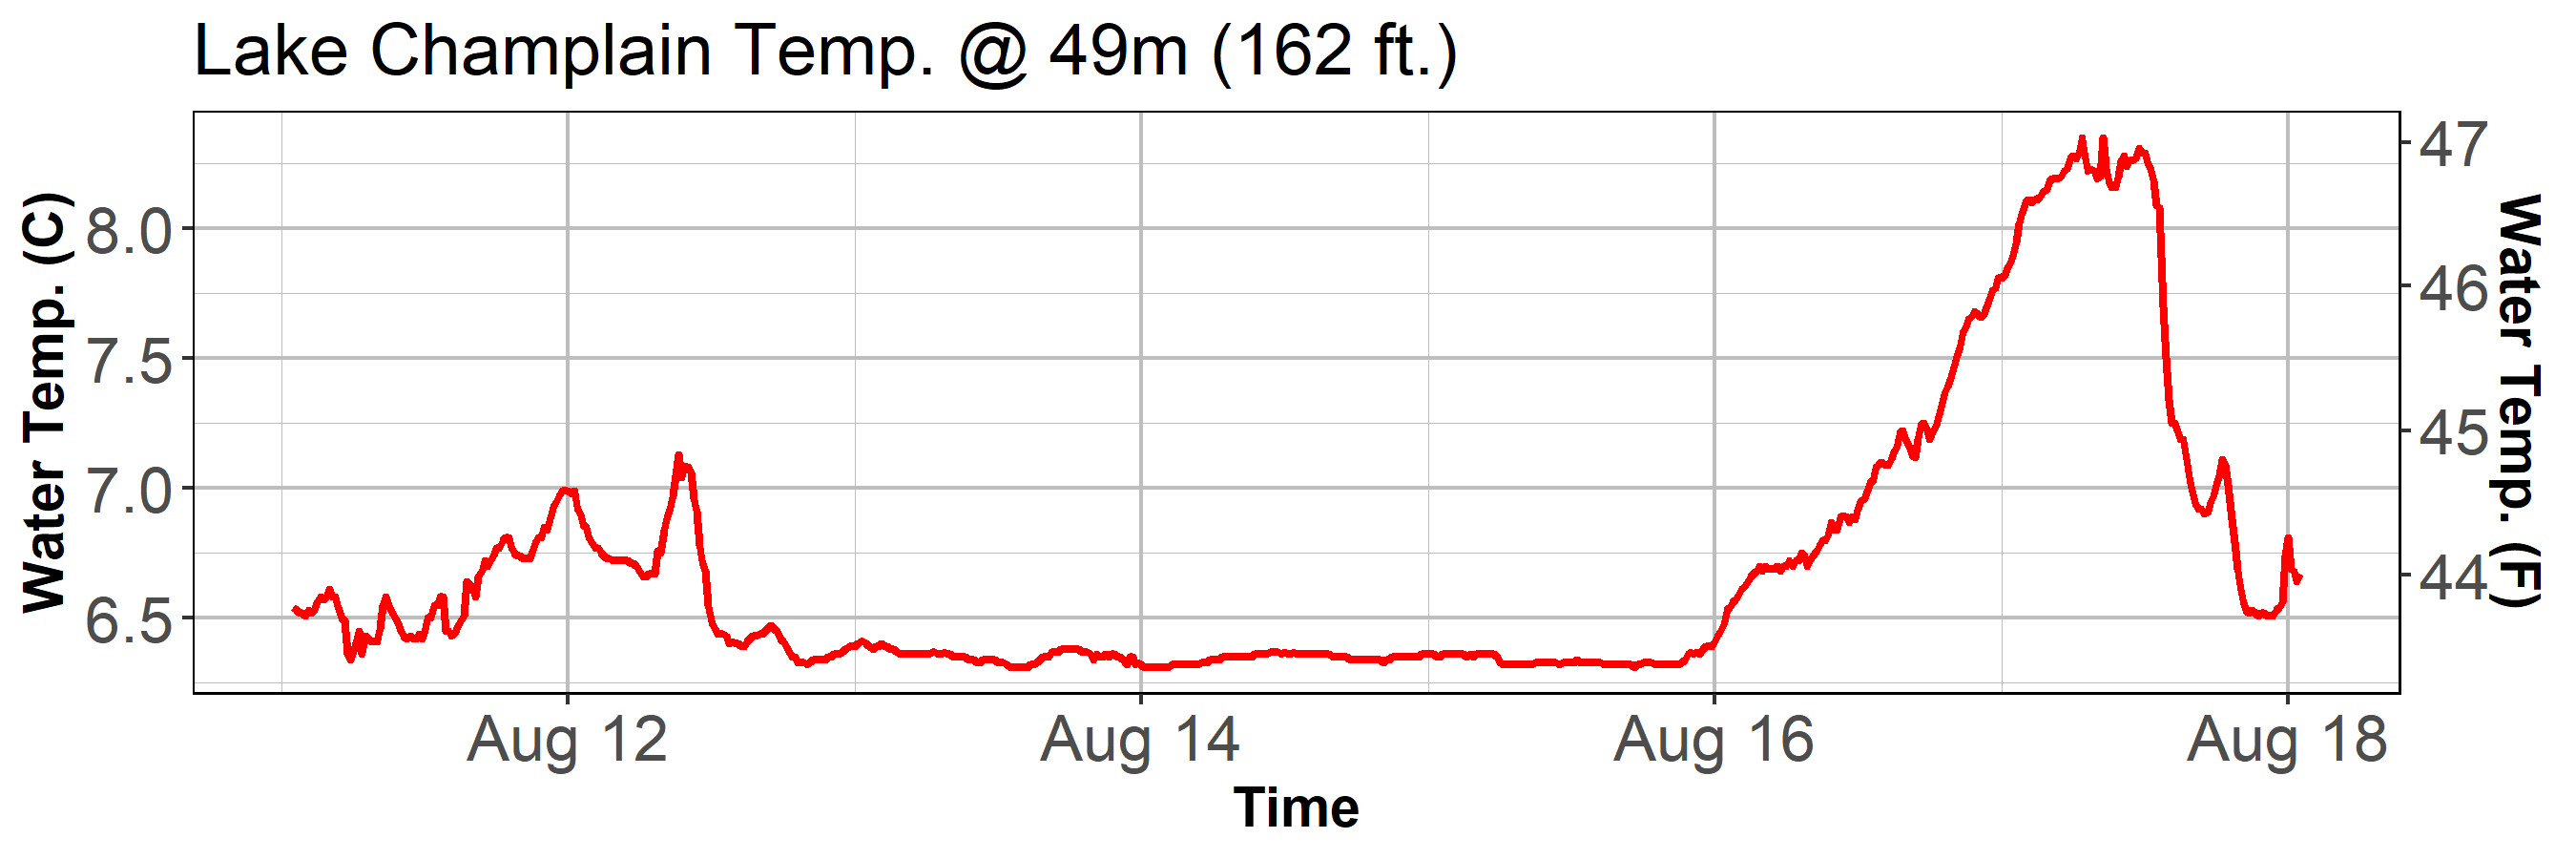 Lake Champlain Temp. @ 49m (162 ft.)
Water Temp. (C)
8.0
7.5
7.0
6.5
47
46
45
44
Water Temp. (F)
Aug 12
Aug 14
Aug 16
Aug 18
Time